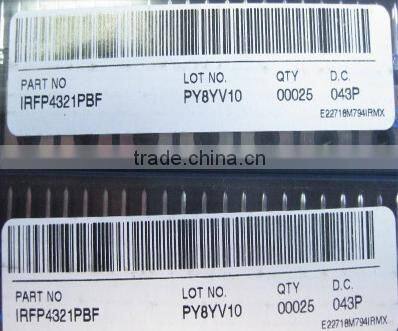 PART NO LOT NO. QTY D.C.
IRFP4321PBF PY8YV10 00025 043P
E22718M794IRMX
trade.china.cn
PART NO LOT NO. QTY D.C.
IRFP4321PBF PY8YV10 00025 043P
E22718M794IRMX